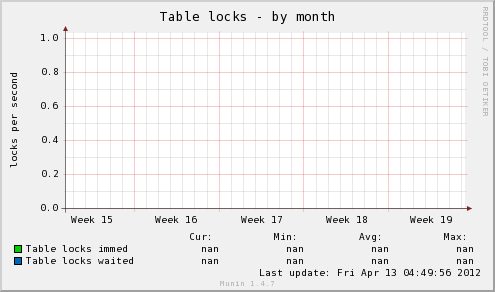 Table locks - by month
RRDTOOL / TOBI OETIKER
locks per second
1.0
0.8
0.6
0.4
0.2
0.0
Week 15 Week 16 Week 17 Week 18 Week 19
Cur: Min: Avg: Max:
Table locks immed nan nan nan nan
Table locks waited nan nan nan nan
Last update: Fri Apr 13 04:49:56 2012
Munin 1.4.7